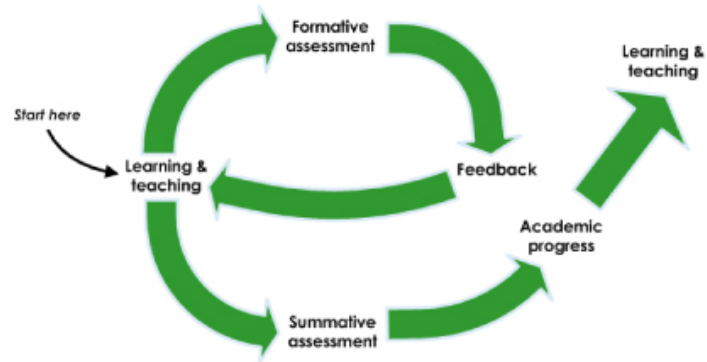 Formative
assessment
Learning &
teaching
Start here
Learning &
teaching
Feedback
Academic
progress
Summative
assessment